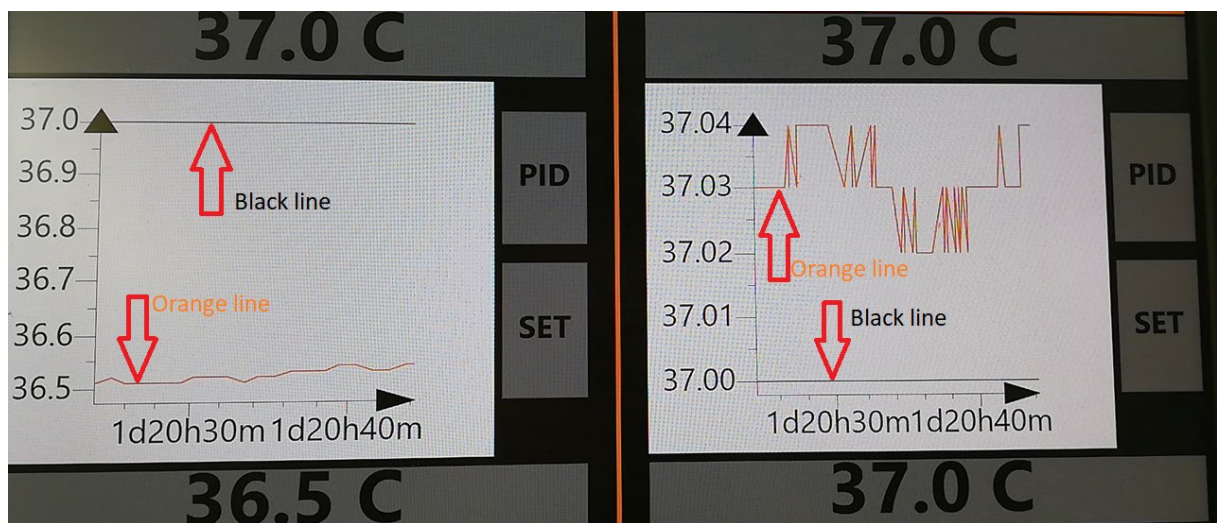 37.0 C
37.0
36.9
36.8
36.7
36.6
36.5
Black line
Orange line
1d20h30m 1d20h40m
PID
SET
36.5 C
37.0 C
37.04
37.03
37.02
37.01
37.00
Orange line
Black line
1d20h30m1d20h40m
PID
SET
37.0 C